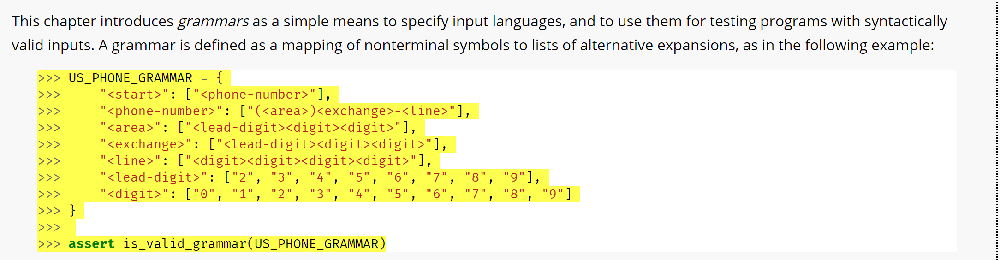 This chapter introduces grammars as a simple means to specify input languages, and to use them for testing programs with syntactically
valid inputs. A grammar is defined as a mapping of nonterminal symbols to lists of alternative expansions, as in the following example:
>>> US_PHONE_GRAMMAR = {
>>>     "<start>": ["<phone-number>"],
>>>     "<phone-number>": ["(<area>)<exchange>-<line>"],
>>>     "<area>": ["<lead-digit><digit><digit>"],
>>>     "<exchange>": ["<lead-digit><digit><digit>"],
>>>     "<line>": ["<digit><digit><digit><digit>"],
>>>     "<lead-digit>": ["2", "3", "4", "5", "6", "7", "8", "9"],
>>>     "<digit>": ["0", "1", "2", "3", "4", "5", "6", "7", "8", "9"]
>>> }
>>>
>>> assert is_valid_grammar(US_PHONE_GRAMMAR)